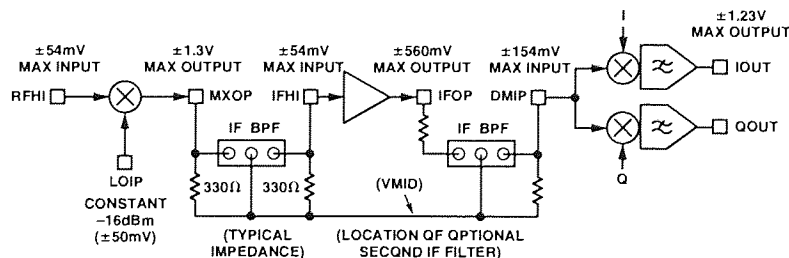 ±54mV
MAX INPUT
±1.3V
MAX OUTPUT
±54mV
MAX INPUT
±560mV
MAX OUTPUT
±154mV
MAX INPUT
I
±1.23V
MAX OUTPUT
RFHI
MXOP
IFHI
IFOP
DMIP
IOUT
QOUT
IF BPF
IF BPF
LOIP
330Ω
330Ω
(VMID)
Q
CONSTANT
–16dBm
(±50mV)
(TYPICAL
IMPEDANCE)
(LOCATION QF QPTIONAL
SECQND IF FILTER)